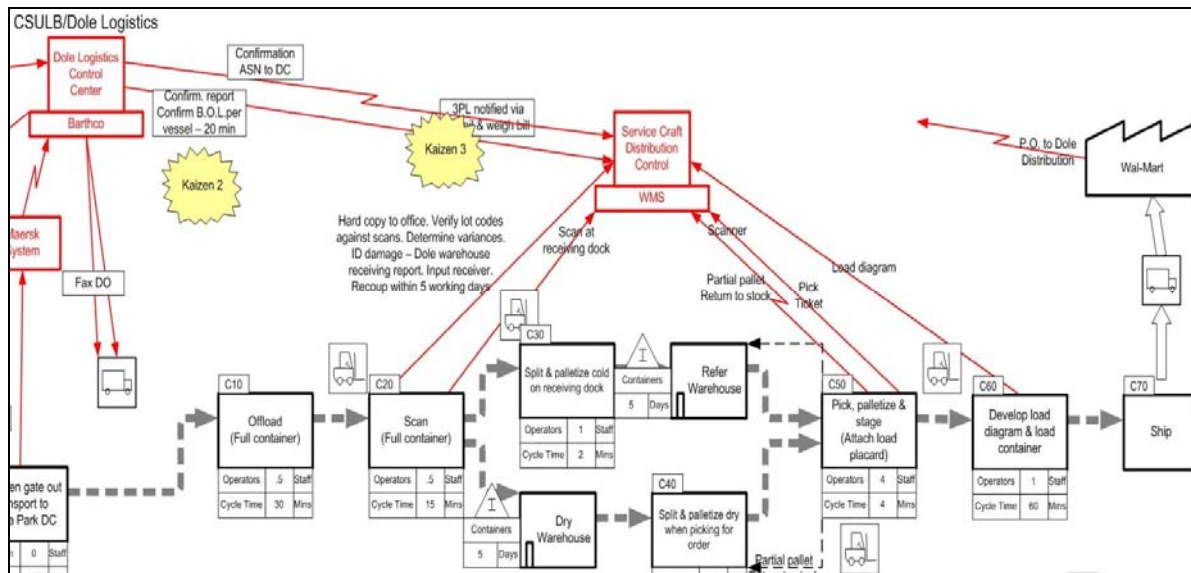 CSULB/Dole Logistics
Dole Logistics
Control
Center
Barthco
Confirmation
ASN to DC
Confirm. report
Confirm B.O.L.per
vessel – 20 min
3PL notified via
& weigh bill
Kaizen 2
Kaizen 3
Service Craft
Distribution
Control
WMS
P.O. to Dole
Distribution
Wal-Mart
System
Fax DO
Hard copy to office. Verify lot codes
against scans. Determine variances.
ID damage – Dole warehouse
receiving report. Input receiver.
Recoup within 5 working days
Scan at
receiving dock
Scanner
Partial pallet
Return to stock
Pick
Ticket
Load diagram
C10
Offload
(Full container)
Operators .5 Staff
Cycle Time 30 Mins
C20
Scan
(Full container)
Operators .5 Staff
Cycle Time 15 Mins
C30
Split & palletize cold
on receiving dock
Operators 1 Staff
Cycle Time 2 Mins
I
Containers
5 Days
Refer
Warehouse
I
Containers
5 Days
Dry
Warehouse
C40
Split & palletize dry
when picking for
order
Partial pallet
C50
Pick, palletize &
stage
(Attach load
placard)
Operators 4 Staff
Cycle Time 4 Mins
C60
Develop load
diagram & load
container
Operators 1 Staff
Cycle Time 60 Mins
C70
Ship
gate out
to
Park DC
0 Staff